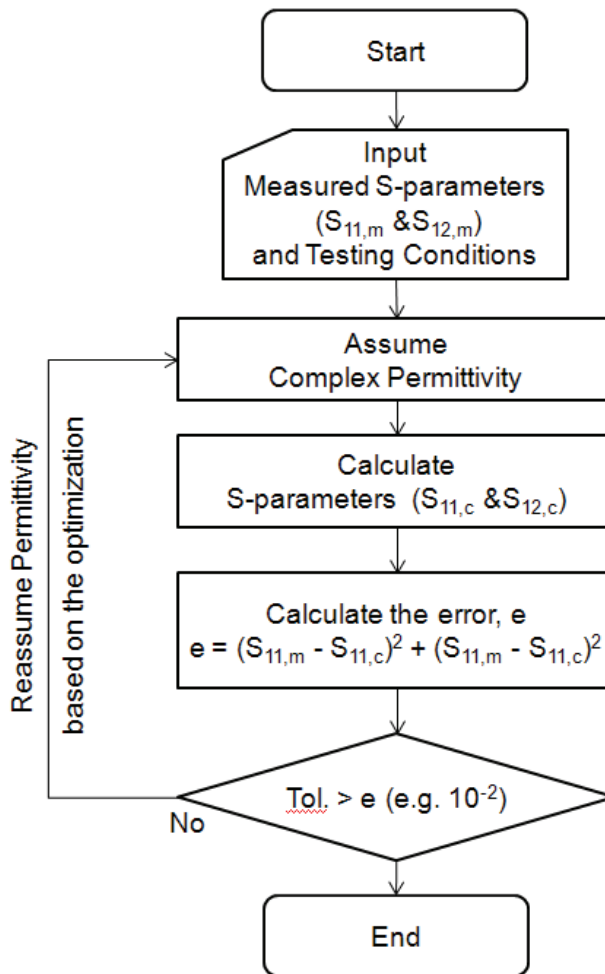 Start
Input
Measured S-parameters
(S11,m &S12,m)
and Testing Conditions
Assume
Complex Permittivity
Calculate
S-parameters (S11,c &S12,c)
Calculate the error, e
e = (S11,m - S11,c)2 + (S11,m - S11,c)2
Reassume Permittivity
based on the optimization
Tol. > e (e.g. 10-2)
No
End